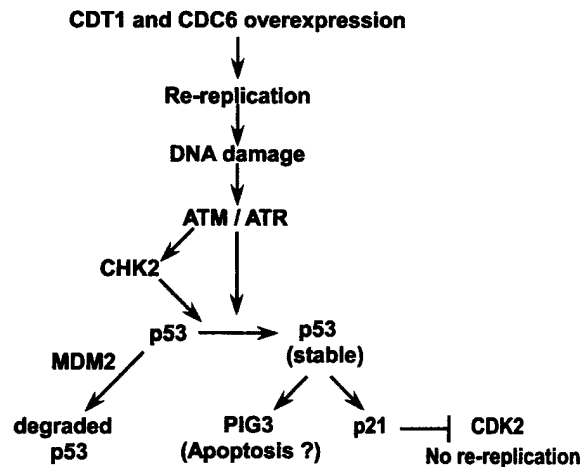 CDT1 and CDC6 overexpression
Re-replication
DNA damage
ATM / ATR
CHK2
p53
p53
(stable)
MDM2
degraded
p53
PIG3
(Apoptosis ?)
p21
CDK2
No re-replication